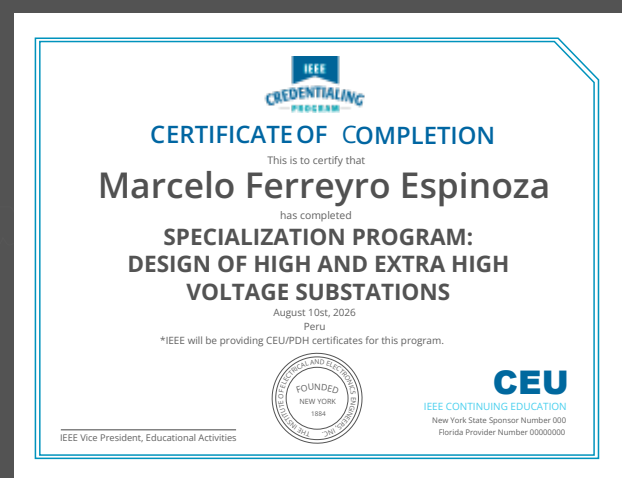 IEEE
CREDENTIALING
PROGRAM
CERTIFICATE OF COMPLETION
This is to certify that
Marcelo Ferreyro Espinoza
has completed
SPECIALIZATION PROGRAM:
DESIGN OF HIGH AND EXTRA HIGH
VOLTAGE SUBSTATIONS
August 10st, 2026
Peru
*IEEE will be providing CEU/PDH certificates for this program.
THE INSTITUTE OF ELECTRICAL AND ELECTRONICS ENGINEERS, INC.
FOUNDED
NEW YORK
1884
CEU
IEEE CONTINUING EDUCATION
New York State Sponsor Number 000
Florida Provider Number 00000000
IEEE Vice President, Educational Activities